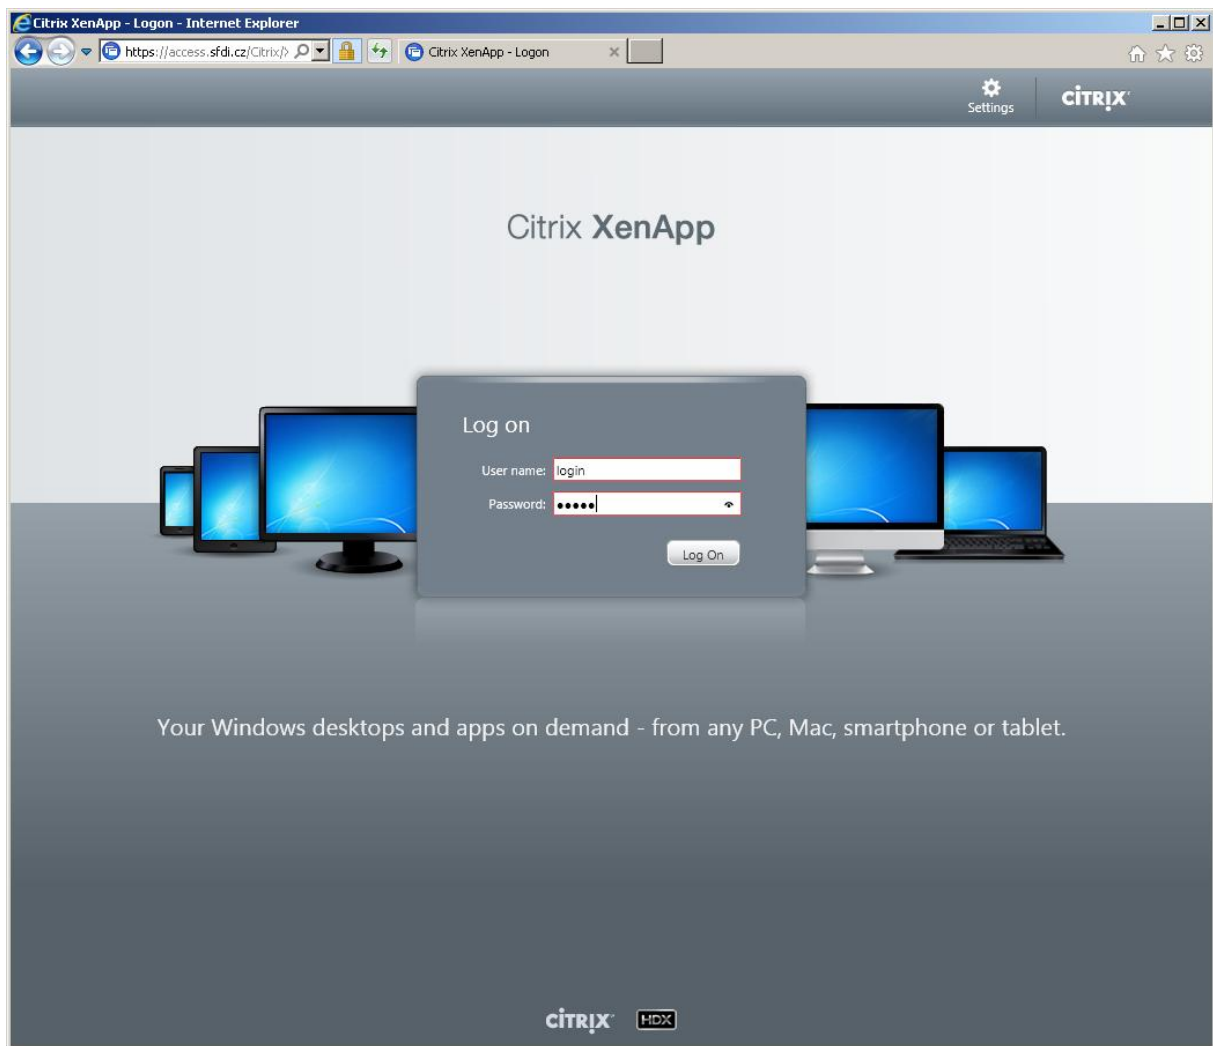 Citrix XenApp - Logon - Internet Explorer
https://access.sfdi.cz/Citrix/
Citrix XenApp - Logon
Settings
CITRIX
Citrix XenApp
Log on
User name: login
Password: •••••
Log On
Your Windows desktops and apps on demand - from any PC, Mac, smartphone or tablet.
CITRIX HDX